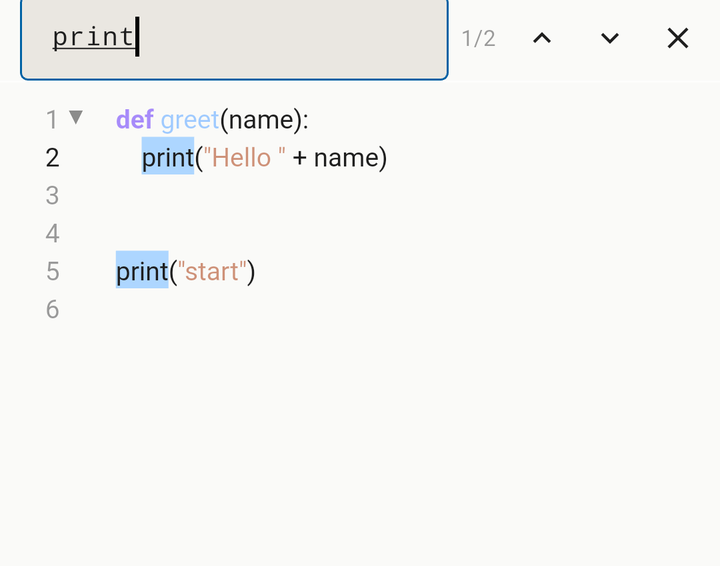 print 1/2
1 def greet(name):
2     print("Hello " + name)
3
4
5 print("start")
6